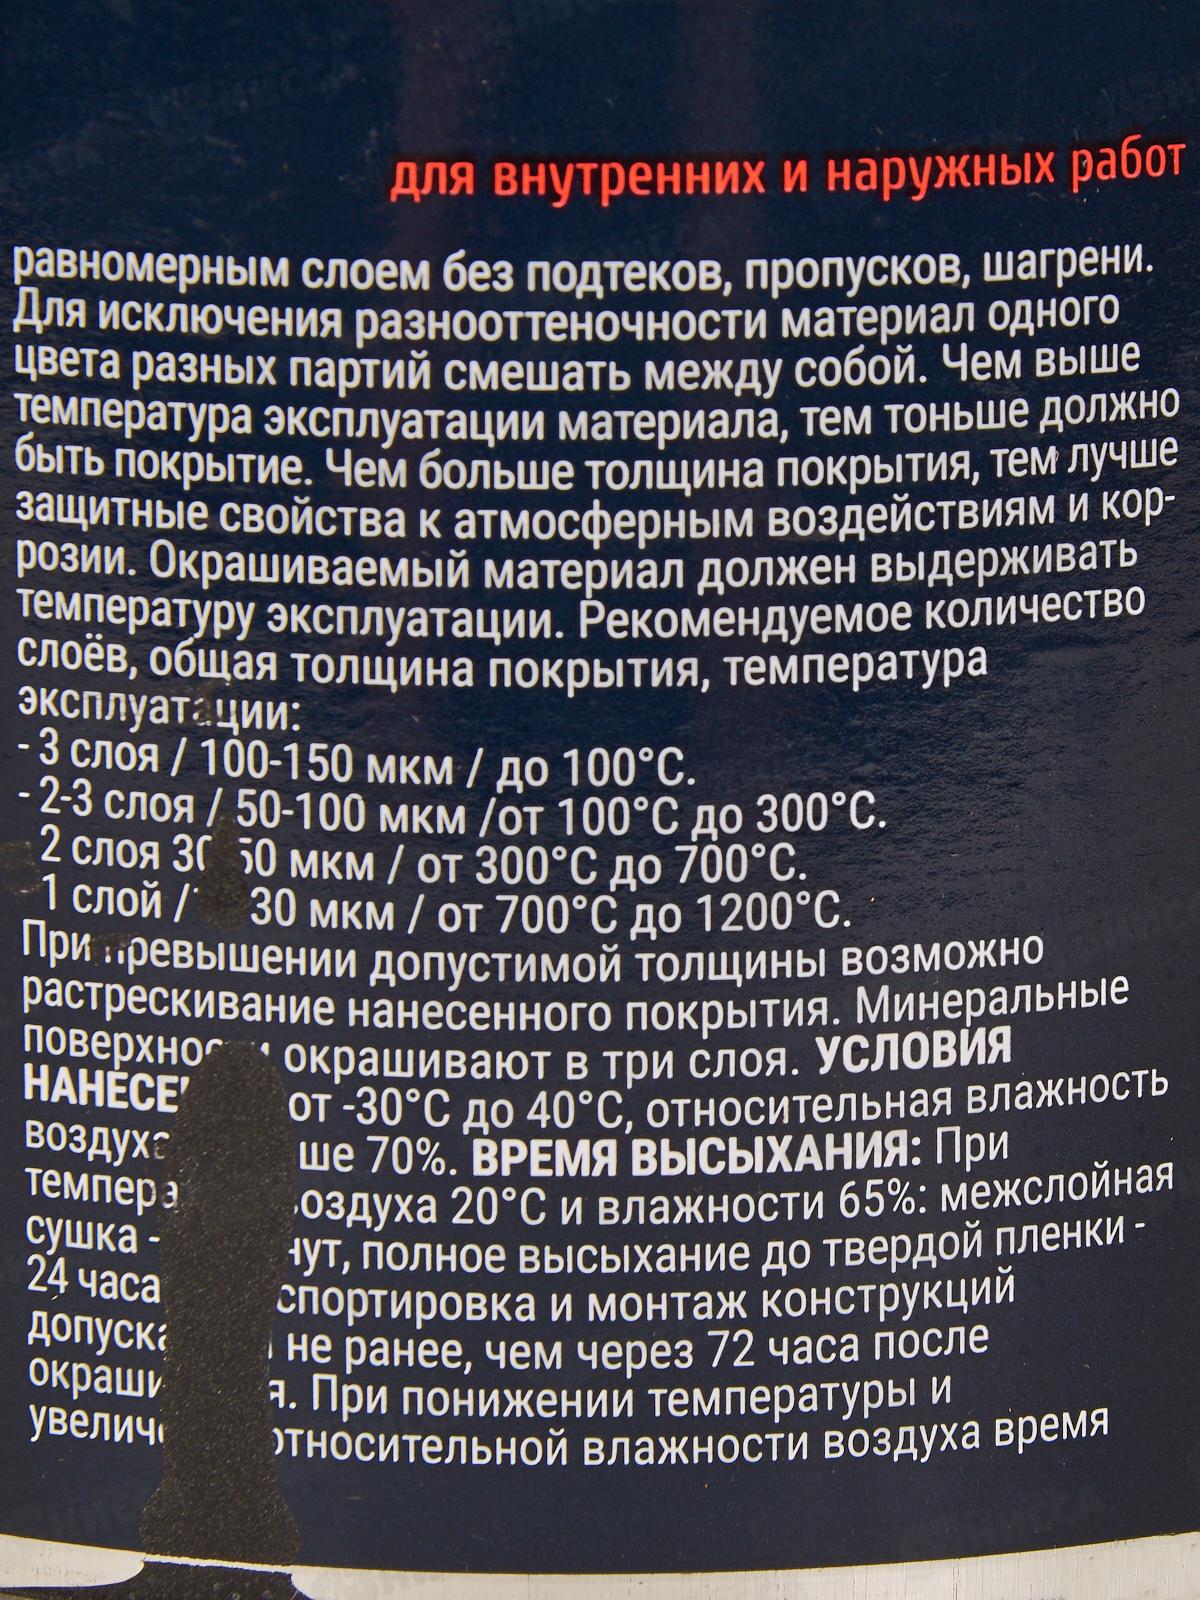 для внутренних и наружных работ
равномерным слоем без подтеков, пропусков, шагрени.
Для исключения разнооттеночности материал одного
цвета разных партий смешать между собой. Чем выше
температура эксплуатации материала, тем тоньше должно
быть покрытие. Чем больше толщина покрытия, тем лучше
защитные свойства к атмосферным воздействиям и кор-
розии. Окрашиваемый материал должен выдерживать
температуру эксплуатации. Рекомендуемое количество
слоёв, общая толщина покрытия, температура
эксплуатации:
- 3 слоя / 100-150 мкм / до 100°С.
- 2-3 слоя / 50-100 мкм /от 100°С до 300°С.
2 слоя мкм / от 300°С до 700°С.
1 слой / 30 мкм / от 700°С до 1200°С.
При превышении допустимой толщины возможно
растрескивание нанесенного покрытия. Минеральные
поверхности окрашивают в три слоя. УСЛОВИЯ
от -30°С до 40°С, относительная влажность
воздуха 70%. ВРЕМЯ ВЫСЫХАНИЯ: При
воздуха 20°С и влажности 65%: межслойная
сушка - полное высыхание до твердой пленки -
24 часа и монтаж конструкций
не ранее, чем через 72 часа после
При понижении температуры и
относительной влажности воздуха время